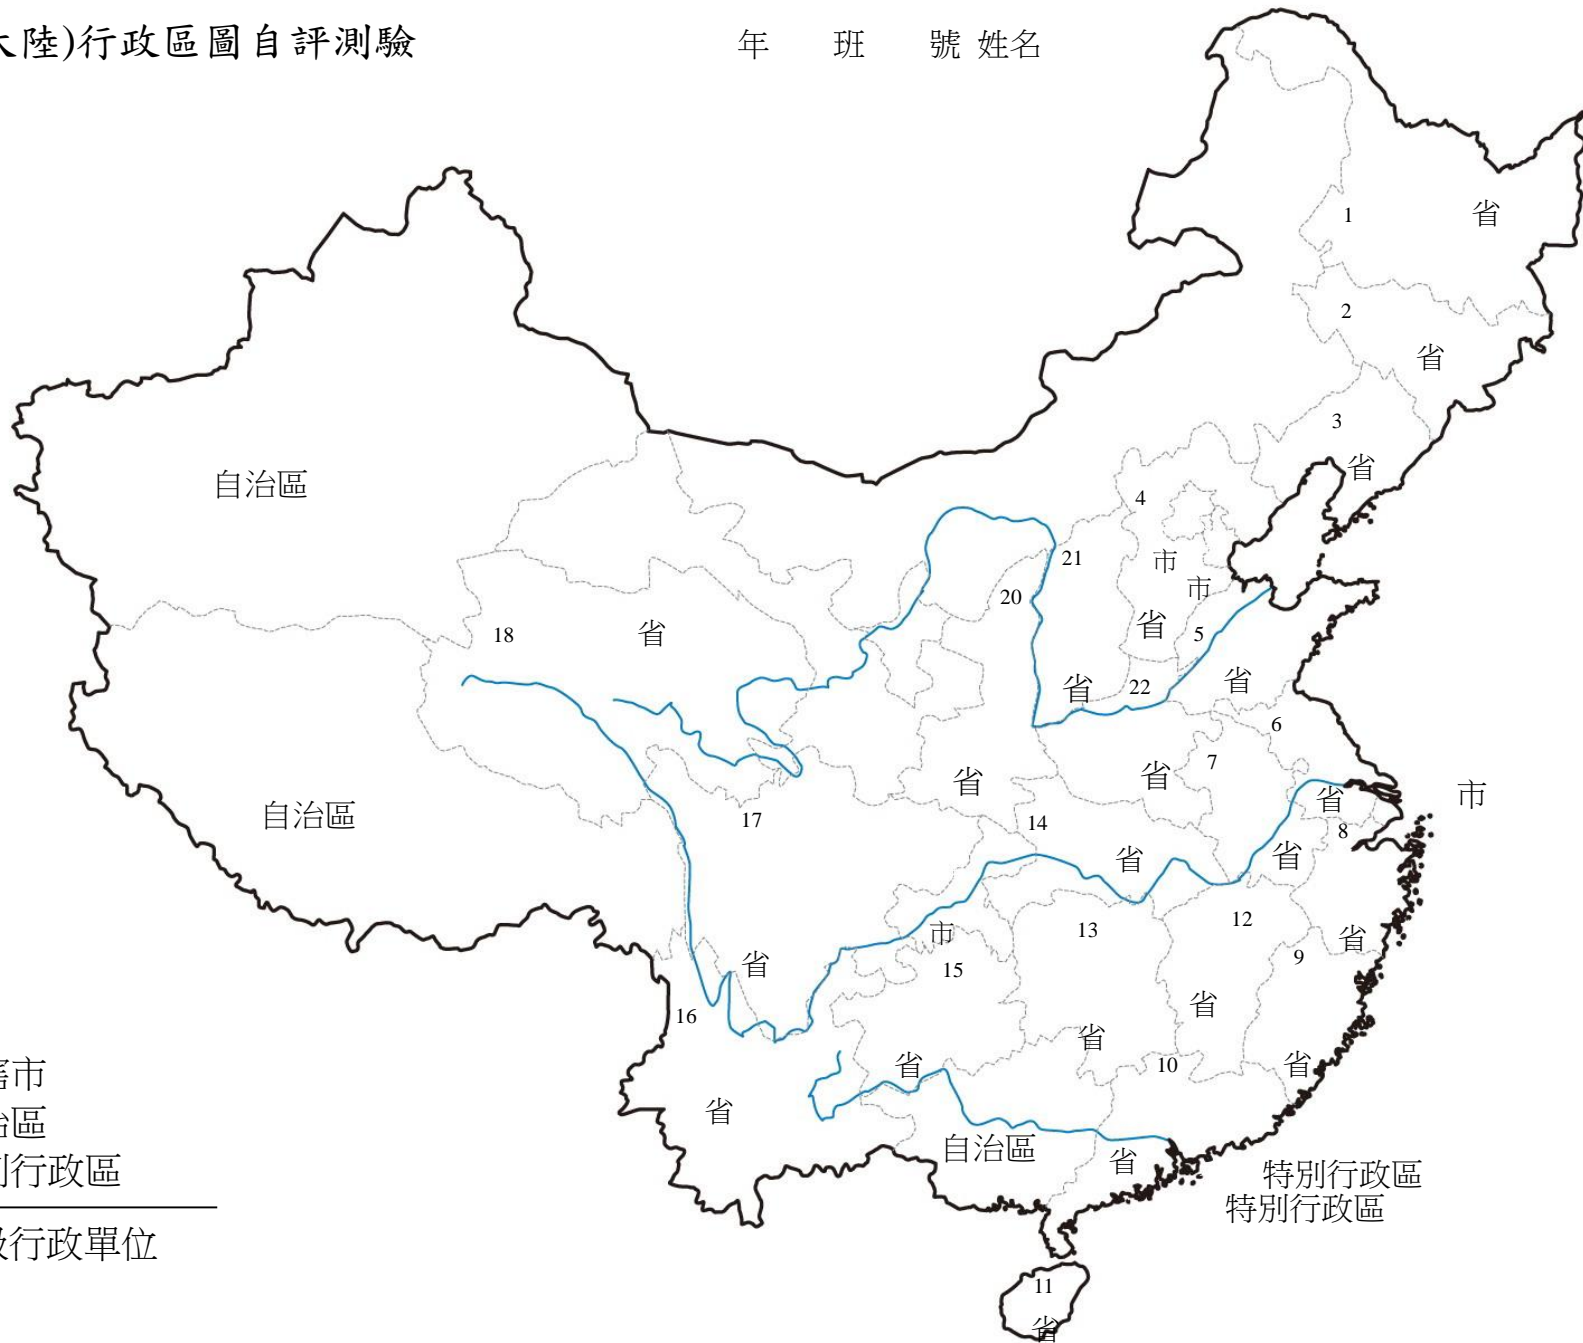 大陸)行政區圖自評測驗 年 班 號 姓名
1 省
2
省
3
省
自治區
4
21
市
20
市
18 省
省
5
22
省
省
6
7
省
省
17
市
省
14
8
省
省
12
13
市
省
9
15
省
省
16
省
10
省
省
省
自治區
省
特別行政區
特別行政區
11
省
轄市
治區
別行政區
級行政單位